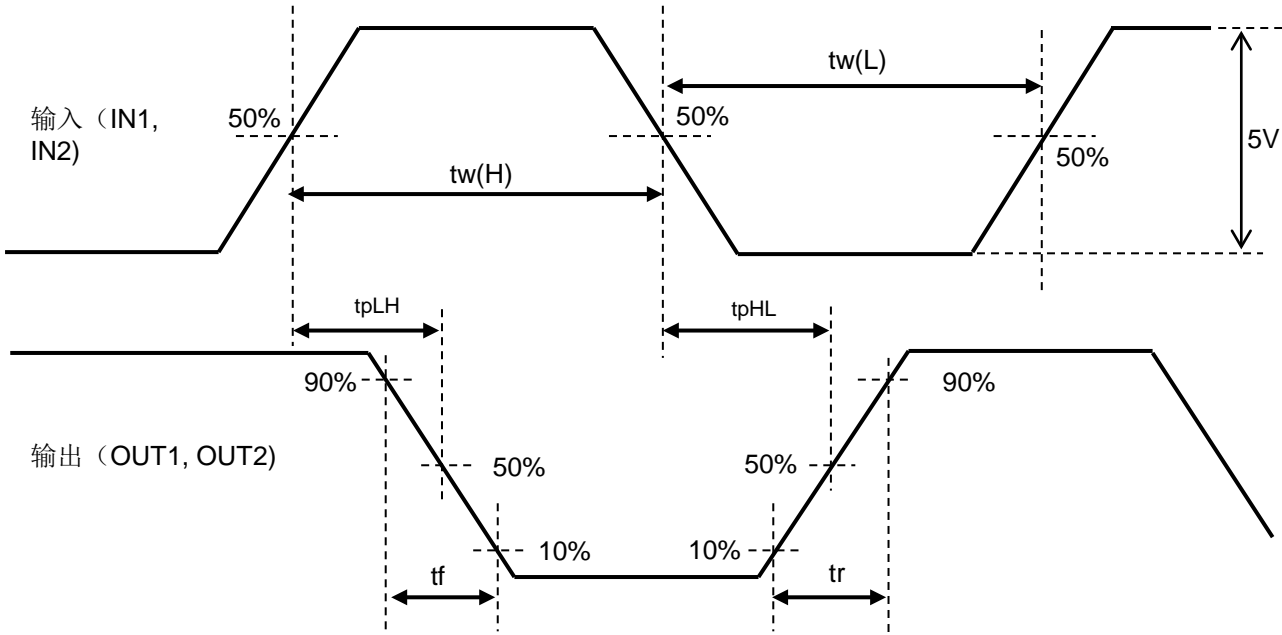 tw(L)
输入（IN1,
IN2)
50%
50%
50%
5V
tw(H)
tpLH
tpHL
90%
90%
输出（OUT1, OUT2)
50%
50%
10%
10%
tf
tr